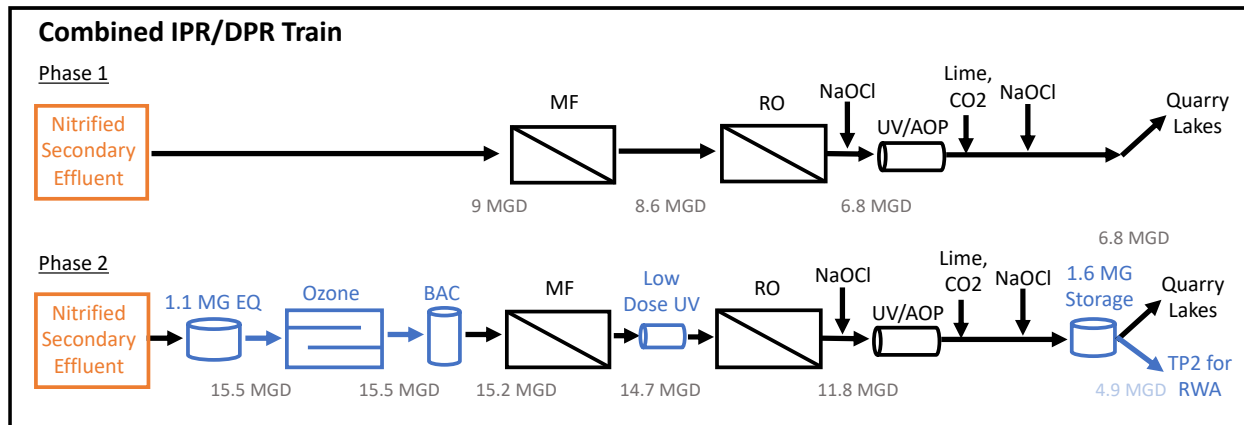 Combined IPR/DPR Train
Phase 1
Nitrified
Secondary
Effluent
MF
RO
NaOCl
UV/AOP
Lime,
CO2
NaOCl
Quarry
Lakes
9 MGD
8.6 MGD
6.8 MGD
6.8 MGD
Phase 2
Nitrified
Secondary
Effluent
1.1 MG EQ
Ozone
BAC
MF
Low
Dose UV
RO
NaOCl
UV/AOP
Lime,
CO2
NaOCl
1.6 MG
Storage
Quarry
Lakes
TP2 for
RWA
15.5 MGD
15.5 MGD
15.2 MGD
14.7 MGD
11.8 MGD
4.9 MGD